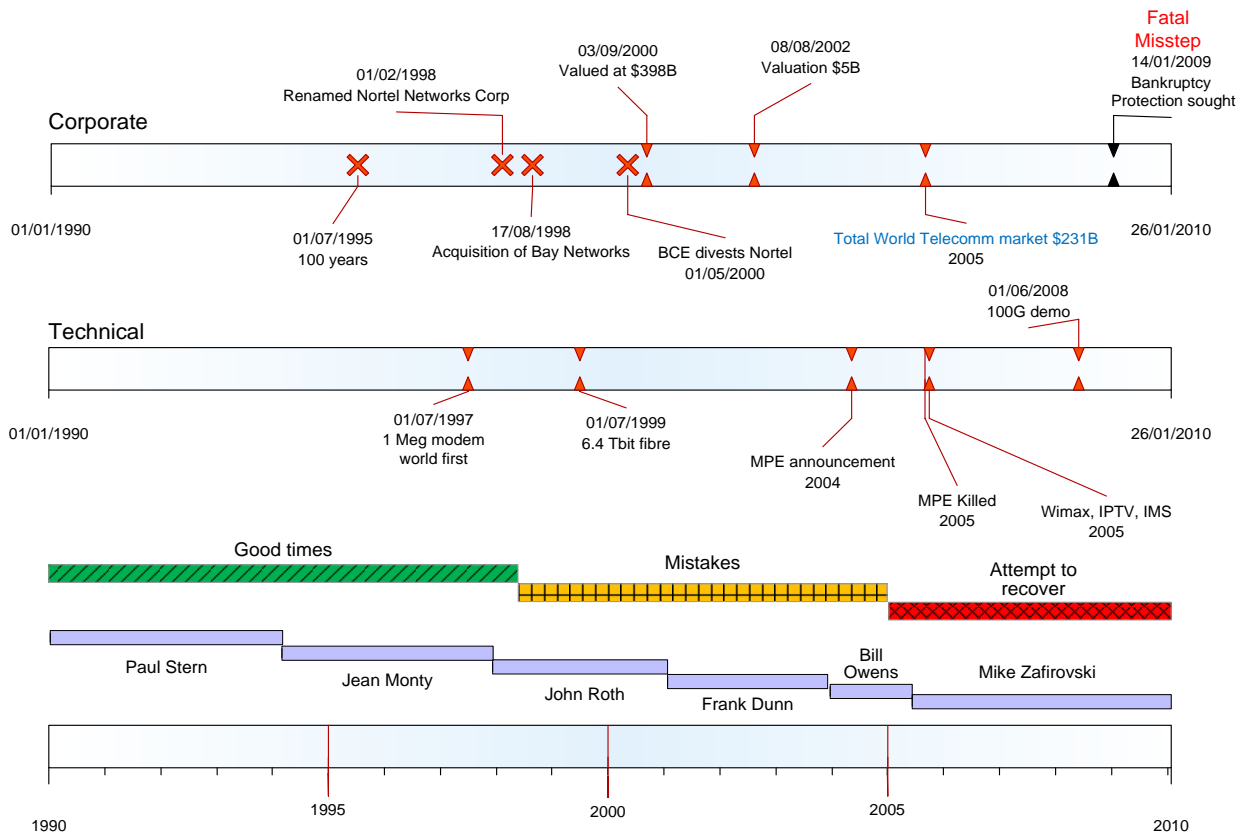 Fatal
Misstep
14/01/2009
Bankruptcy
Protection sought
03/09/2000
Valued at $398B
08/08/2002
Valuation $5B
01/02/1998
Renamed Nortel Networks Corp
Corporate
01/01/1990
26/01/2010
01/07/1995
100 years
17/08/1998
Acquisition of Bay Networks
BCE divests Nortel
01/05/2000
Total World Telecomm market $231B
2005
01/06/2008
100G demo
Technical
01/01/1990
26/01/2010
01/07/1997
1 Meg modem
world first
01/07/1999
6.4 Tbit fibre
MPE announcement
2004
MPE Killed
2005
Wimax, IPTV, IMS
2005
Good times
Mistakes
Attempt to
recover
Paul Stern
Jean Monty
John Roth
Frank Dunn
Bill
Owens
Mike Zafirovski
1990
1995
2000
2005
2010